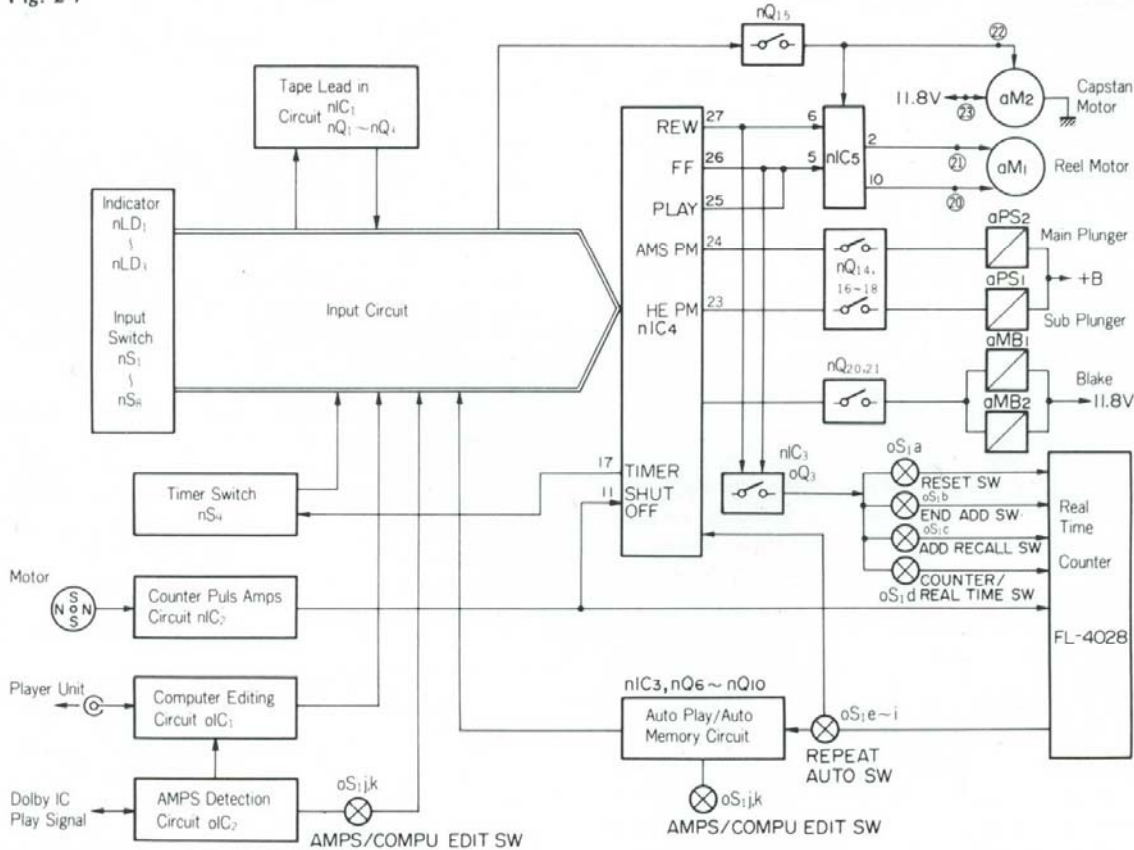 Fig. 2-7
nQ15
22
11.8V
23
aM2
Capstan
Motor
Tape Lead in
Circuit nIC1
nQ1~nQ4
27
REW
6
nIC5
2
21
aM1
Reel Motor
26
FF
5
10
20
25
PLAY
Indicator
nLD1
~
Input
Switch
nS1
~
nS8
Input Circuit
AMS PM
24
nQ14,
16~18
aPS2
Main Plunger
+B
HE PM
23
nIC4
aPS1
Sub Plunger
nQ20,21
aMB1
Blake
11.8V
aMB2
17
TIMER
11
SHUT
OFF
nIC3
oQ3
oS1a
RESET SW
oS1b
END ADD SW
oS1c
ADD RECALL SW
COUNTER/
oS1d REAL TIME SW
Real
Time
Counter
FL-4028
Timer Switch
nS9
Motor
S
N o N
S
Counter Puls Amps
Circuit nIC2
Player Unit
Computer Editing
Circuit oIC1
nIC3, nQ6~nQ10
Auto Play/Auto
Memory Circuit
oS1e~i
REPEAT
AUTO SW
Dolby IC
Play Signal
AMPS Detection
Circuit oIC2
oS1j,k
AMPS/COMPU EDIT SW
oS1j,k
AMPS/COMPU EDIT SW